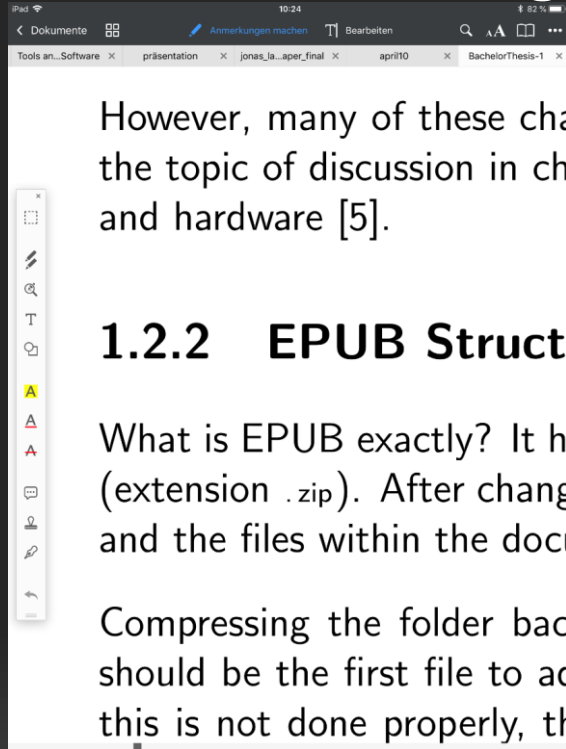 iPad 10:24 82 %
Dokumente Anmerkungen machen T Bearbeiten AA
Tools an...Software × präsentation × jonas_la...aper_final × april10 × BachelorThesis-1 ×
However, many of these cha
the topic of discussion in ch
and hardware [5].
1.2.2 EPUB Struct
What is EPUB exactly? It h
(extension .zip). After chang
and the files within the docu
Compressing the folder bac
should be the first file to ad
this is not done properly, th
×
T
A
A
A